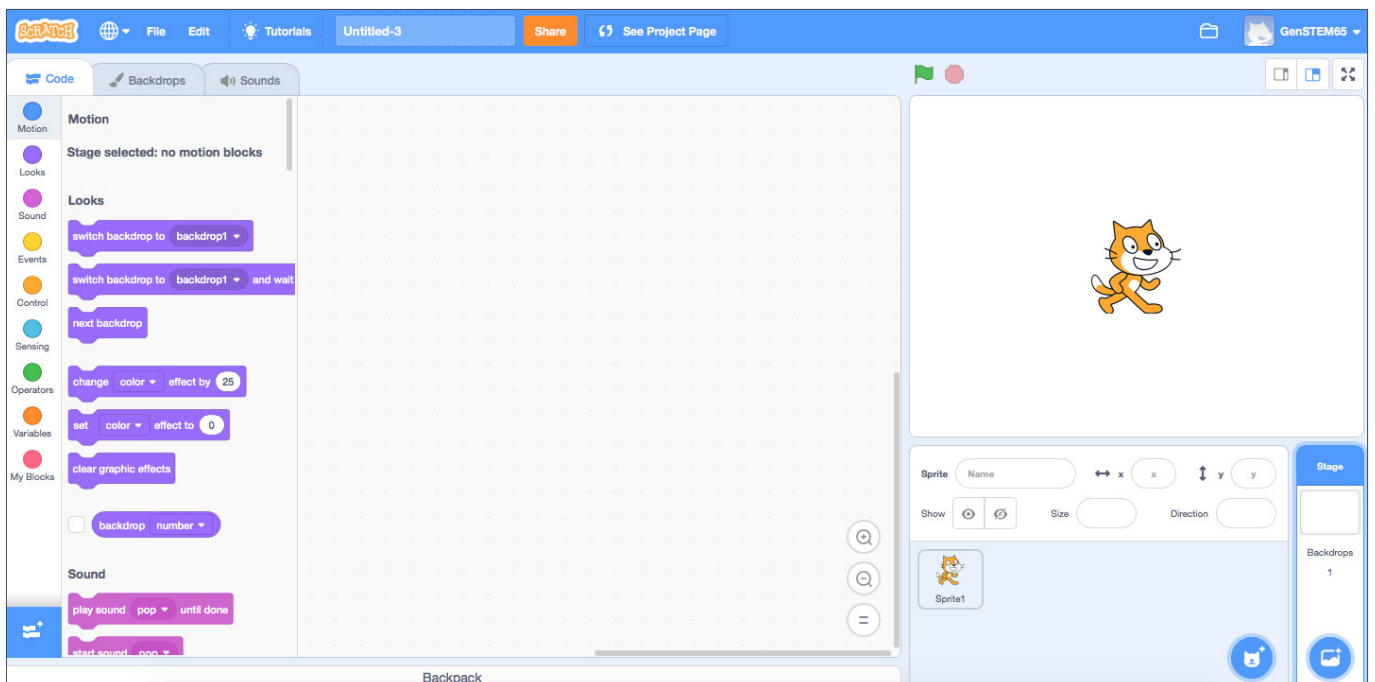 SCRATCH File Edit Tutorials Untitled-3 Share See Project Page GenSTEM65
Code Backdrops Sounds
Motion
Looks
Sound
Events
Control
Sensing
Operators
Variables
My Blocks
Motion
Stage selected: no motion blocks
Looks
switch backdrop to backdrop1
switch backdrop to backdrop1 and wait
next backdrop
change color effect by 25
set color effect to 0
clear graphic effects
backdrop number
Sound
play sound pop until done
start sound pop
Backpack
Sprite Name x x y y
Show Size Direction
Sprite1
Stage
Backdrops
1